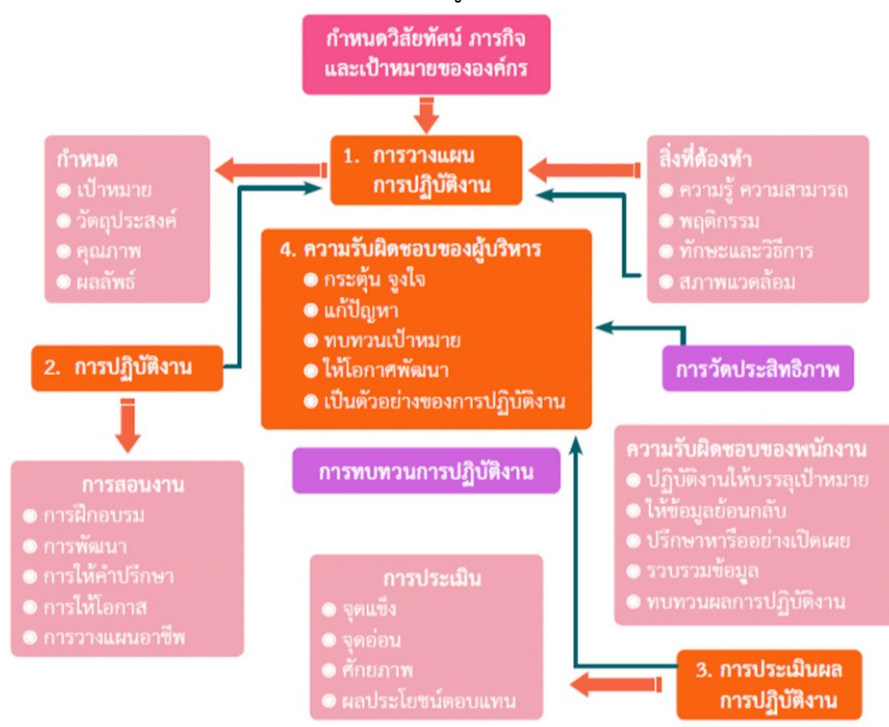 กำหนดวิสัยทัศน์ ภารกิจ
และเป้าหมายขององค์กร
1. การวางแผน
การปฏิบัติงาน
กำหนด
เป้าหมาย
วัตถุประสงค์
คุณภาพ
ผลลัพธ์
สิ่งที่ต้องทำ
ความรู้ ความสามารถ
พฤติกรรม
ทักษะและวิธีการ
สภาพแวดล้อม
4. ความรับผิดชอบของผู้บริหาร
กระตุ้น จูงใจ
แก้ปัญหา
ทบทวนเป้าหมาย
ให้โอกาศพัฒนา
เป็นตัวอย่างของการปฏิบัติงาน
2. การปฏิบัติงาน
การวัดประสิทธิภาพ
การทบทวนการปฏิบัติงาน
การสอนงาน
การฝึกอบรม
การพัฒนา
การให้คำปรึกษา
การให้โอกาส
การวางแผนอาชีพ
ความรับผิดชอบของพนักงาน
ปฏิบัติงานให้บรรลุเป้าหมาย
ให้ข้อมูลย้อนกลับ
ปรึกษาหารืออย่างเปิดเผย
รวบรวมข้อมูล
ทบทวนผลการปฏิบัติงาน
การประเมิน
จุดแข็ง
จุดอ่อน
ศักยภาพ
ผลประโยชน์ตอบแทน
3. การประเมินผล
การปฏิบัติงาน